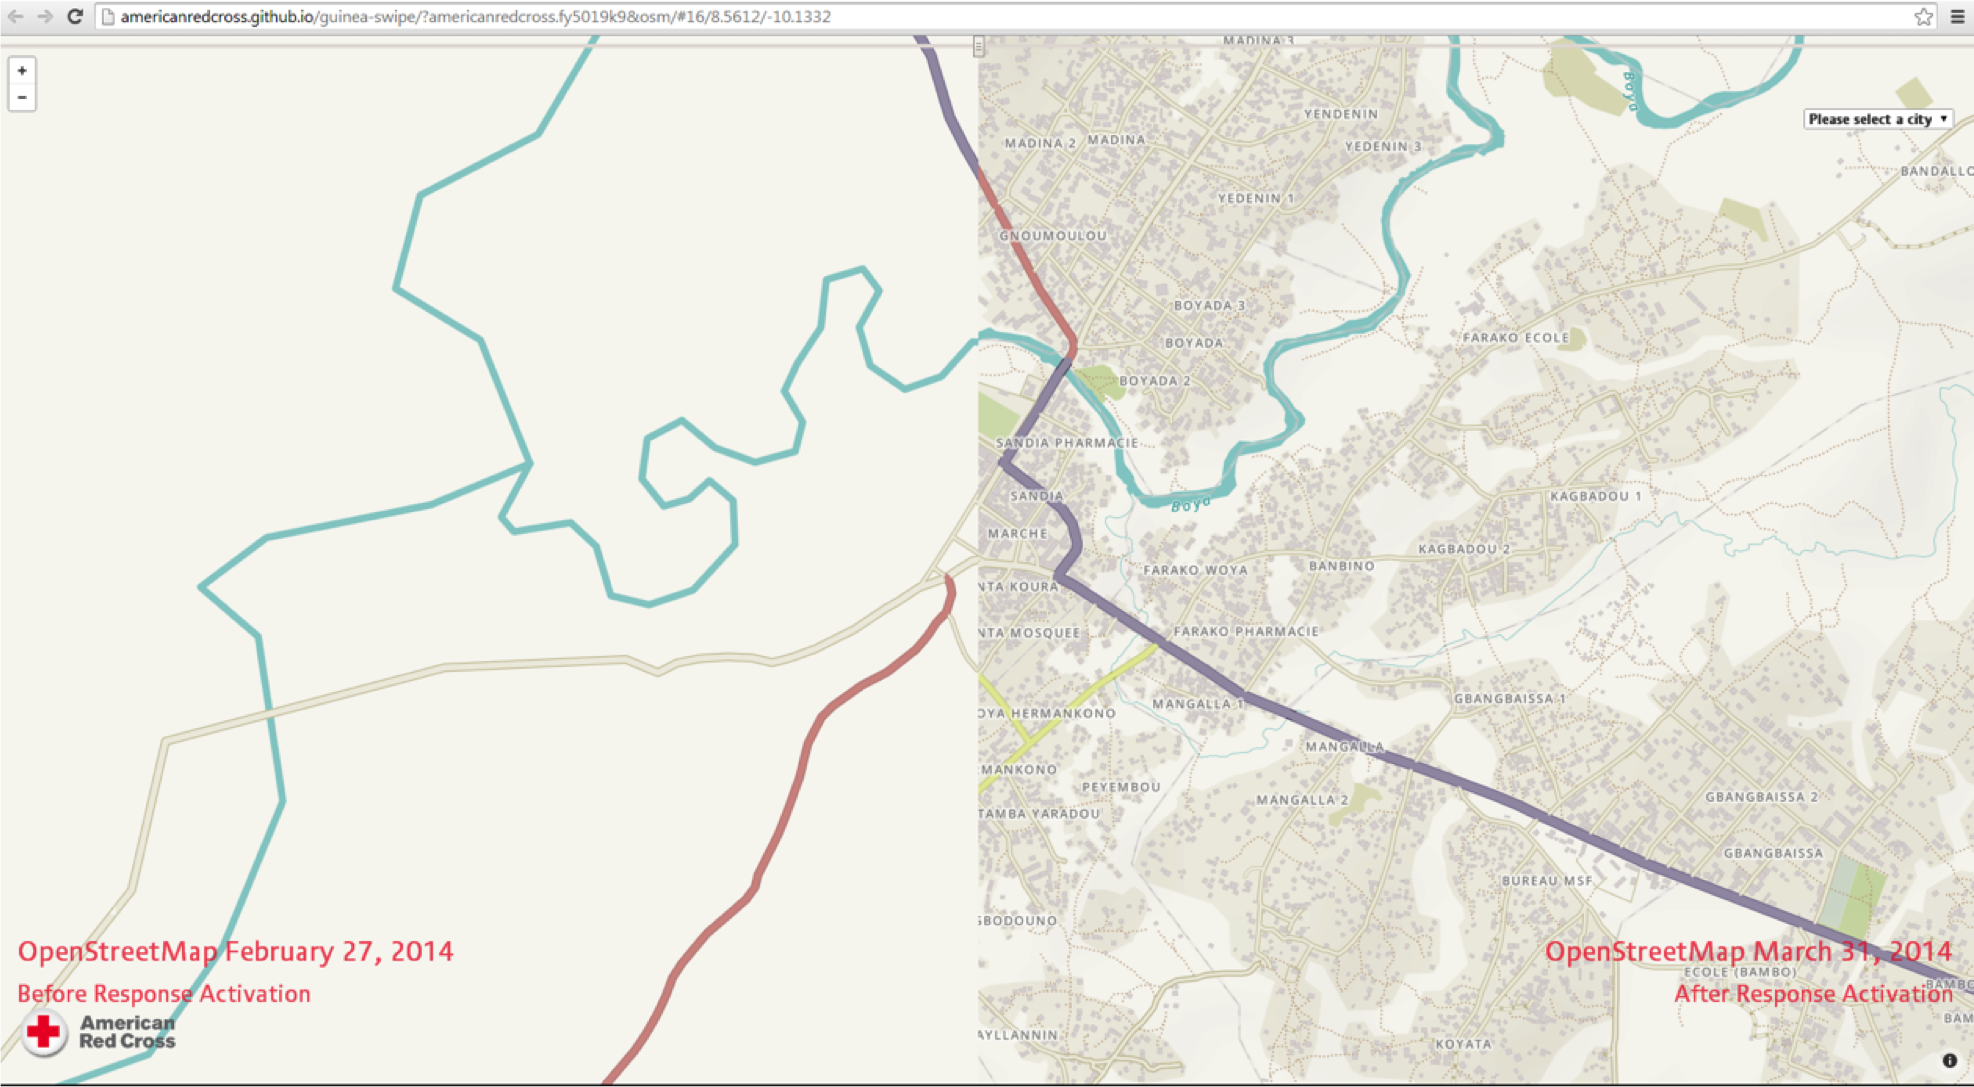 americanredcross.github.io/guinea-swipe/?americanredcross.fy5019k9&osm/#16/8.5612/-10.1332
+
-
MADINA 3
Boyo
YENDENIN
Please select a city ▼
MADINA 2
MADINA
YEDENIN 3
BANDALLO
YEDENIN 1
GNOUMOULOU
BOYADA 3
FARAKO ECOLE
BOYADA
BOYADA 2
SANDIA PHARMACIE
SANDIA
Boyo
KAGBADOU 1
MARCHE
KAGBADOU 2
FARAKO WOYA
BANBINO
NTA KOURA
NTA MOSQUEE
FARAKO PHARMACIE
GBANGBAISSA 1
MANGALLA 1
OYA HERMANKONO
MANGALLA
MANKONO
PEYEMBOU
MANGALLA 2
GBANGBAISSA 2
TAMBA YARADOU
GBANGBAISSA
BUREAU MSF
GBODOUNO
OpenStreetMap February 27, 2014
OpenStreetMap March 31, 2014
ECOLE (BAMBO)
BAMBO
Before Response Activation
After Response Activation
BAM
American
Red Cross
AYLLANNIN
KOYATA
i